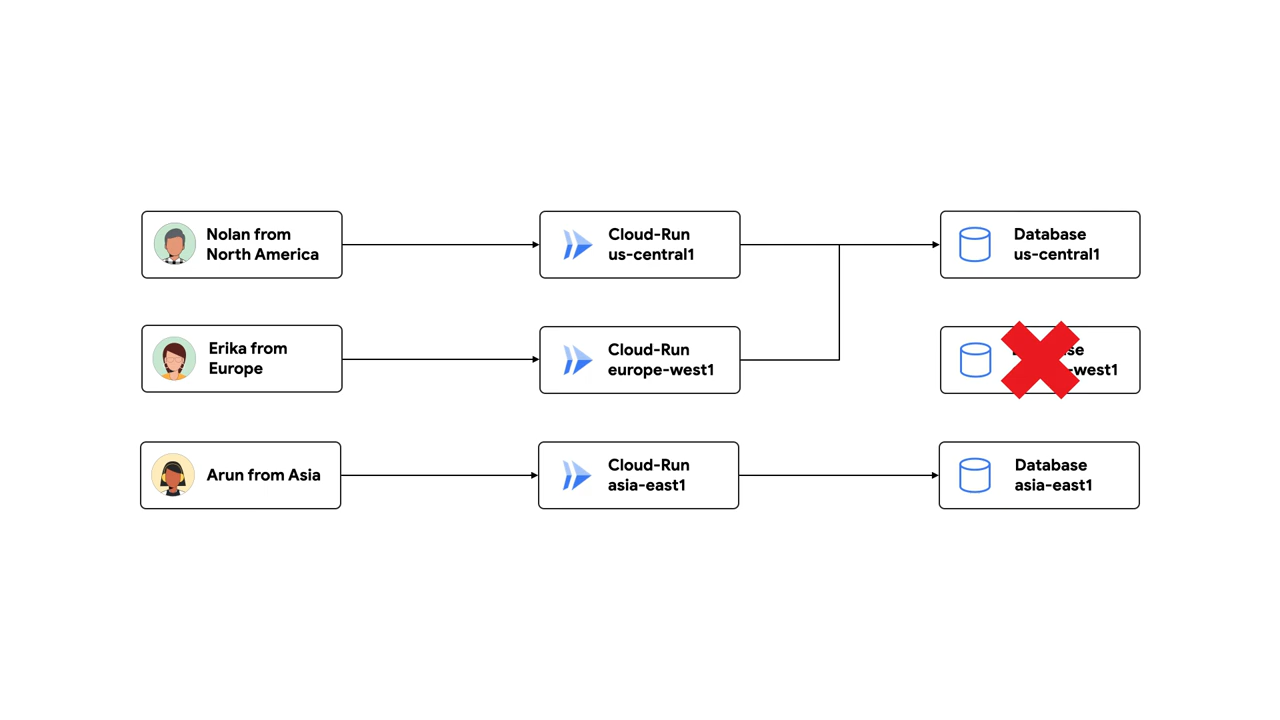 Nolan from
North America
Cloud-Run
us-central1
Database
us-central1
Erika from
Europe
Cloud-Run
europe-west1
Arun from Asia
Cloud-Run
asia-east1
Database
asia-east1